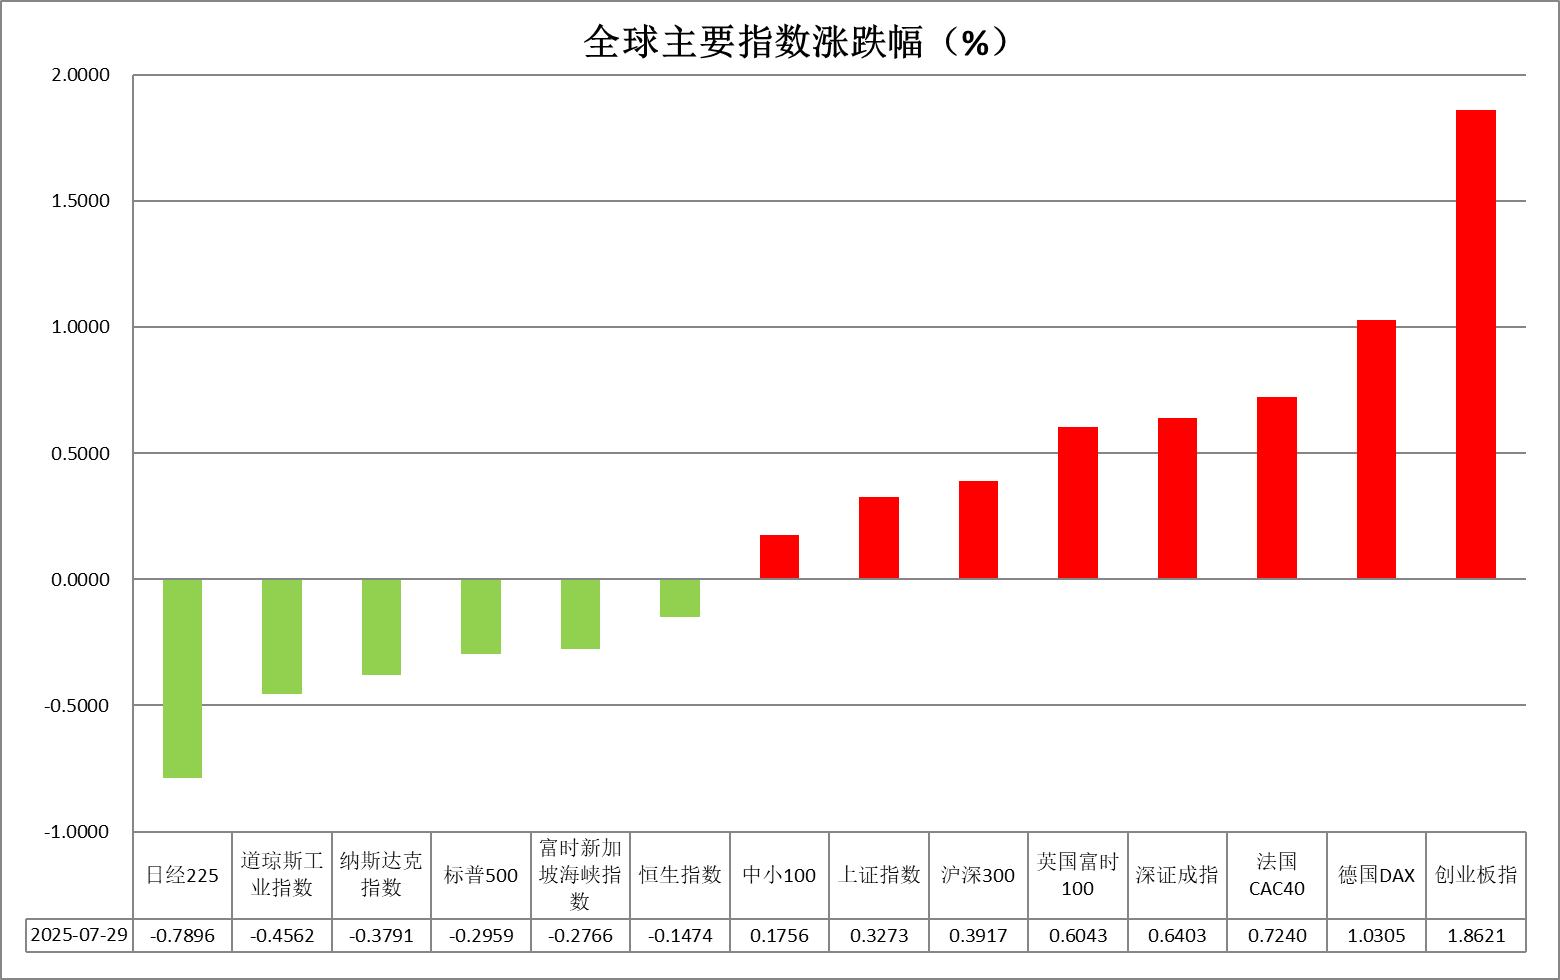 全球主要指数涨跌幅（%）
2.0000
1.5000
1.0000
0.5000
0.0000
-0.5000
-1.0000
日经225
道琼斯工
业指数
纳斯达克
指数
标普500
富时新加
坡海峡指
数
恒生指数
中小100
上证指数
沪深300
英国富时
100
深证成指
法国
CAC40
德国DAX
创业板指
2025-07-29 -0.7896 -0.4562 -0.3791 -0.2959 -0.2766 -0.1474 0.1756 0.3273 0.3917 0.6043 0.6403 0.7240 1.0305 1.8621